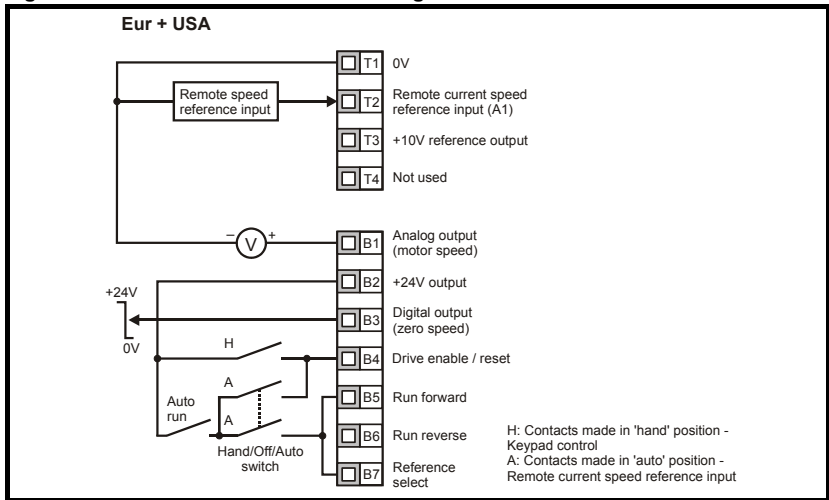 Eur + USA
T1 0V
Remote speed
reference input
T2 Remote current speed
reference input (A1)
T3 +10V reference output
T4 Not used
– V +
B1 Analog output
(motor speed)
B2 +24V output
+24V
0V
B3 Digital output
(zero speed)
H
B4 Drive enable / reset
A
Auto
run
A
B5 Run forward
B6 Run reverse
Hand/Off/Auto
switch
B7 Reference
select
H: Contacts made in 'hand' position -
Keypad control
A: Contacts made in 'auto' position -
Remote current speed reference input